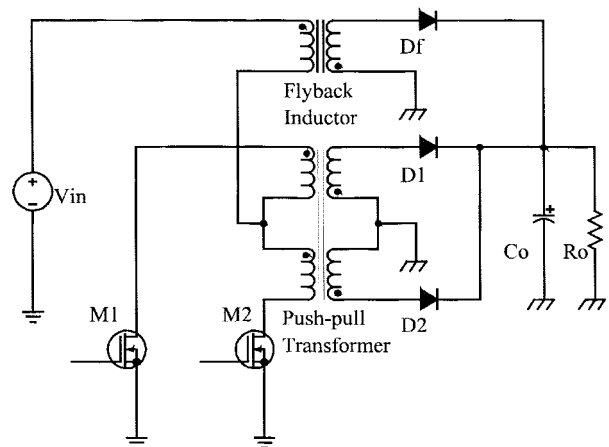 Df
Flyback
Inductor
+
−
Vin
D1
+
Co
Ro
M1
M2
Push-pull
Transformer
D2